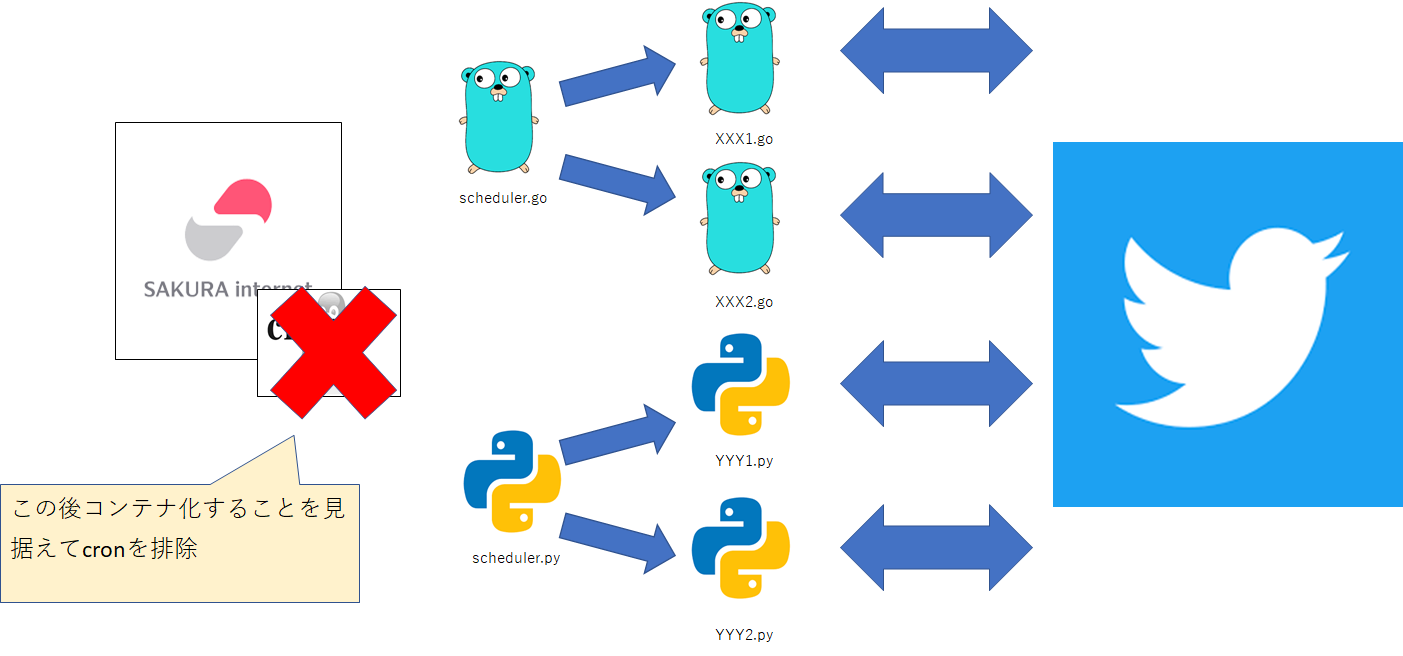 scheduler.go
XXX1.go
XXX2.go
SAKURA internet
YYY1.py
scheduler.py
YYY2.py
この後コンテナ化することを見
据えてcronを排除